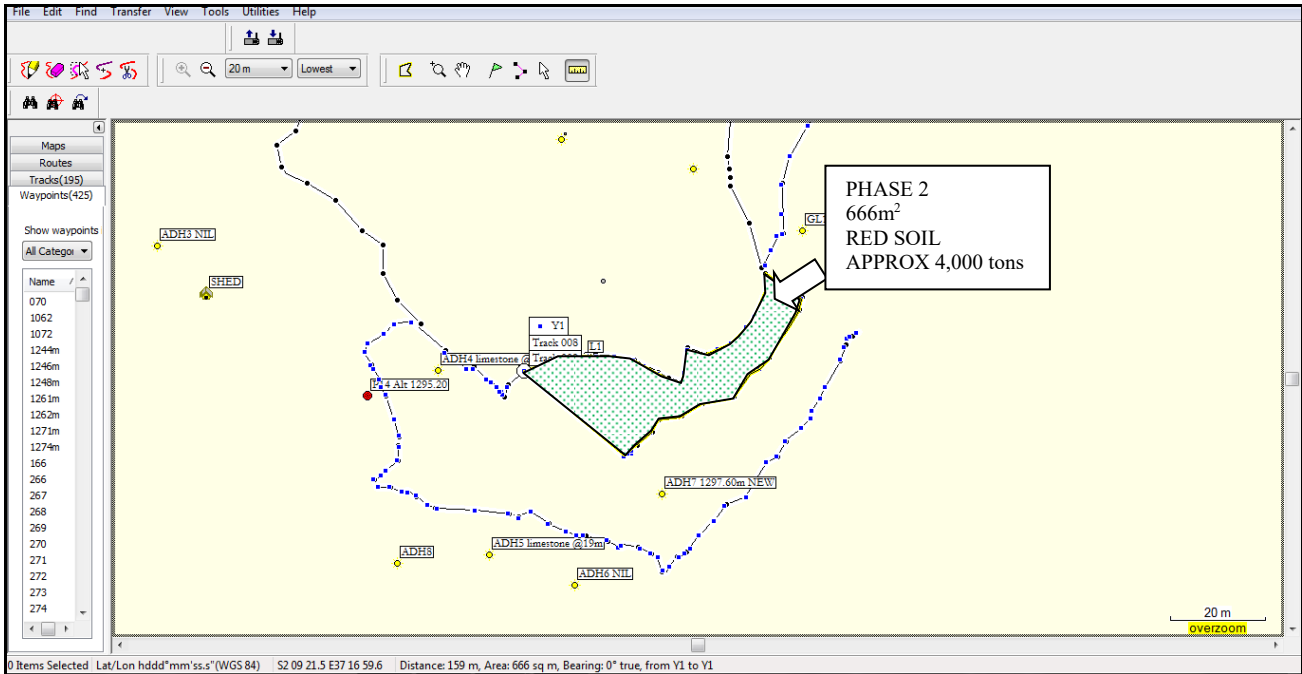 File Edit Find Transfer View Tools Utilities Help
20 m
Lowest
Maps
Routes
Tracks(195)
Waypoints(425)
Show waypoints
All Categor
Name
070
1062
1072
1244m
1246m
1248m
1261m
1262m
1271m
1274m
166
266
267
268
269
270
271
272
273
274
ADH3 NIL
SHED
GL
PHASE 2
666m²
RED SOIL
APPROX 4,000 tons
Y1
Track 008
L1
ADH4 limestone @
P14 Alt 1295.20
ADH7 1297.60m NEW
ADH5 limestone @19m
ADH8
ADH6 NIL
20 m
overzoom
0 Items Selected Lat/Lon hddd°mm'ss.s"(WGS 84) S2 09 21.5 E37 16 59.6 Distance: 159 m, Area: 666 sq m, Bearing: 0° true, from Y1 to Y1